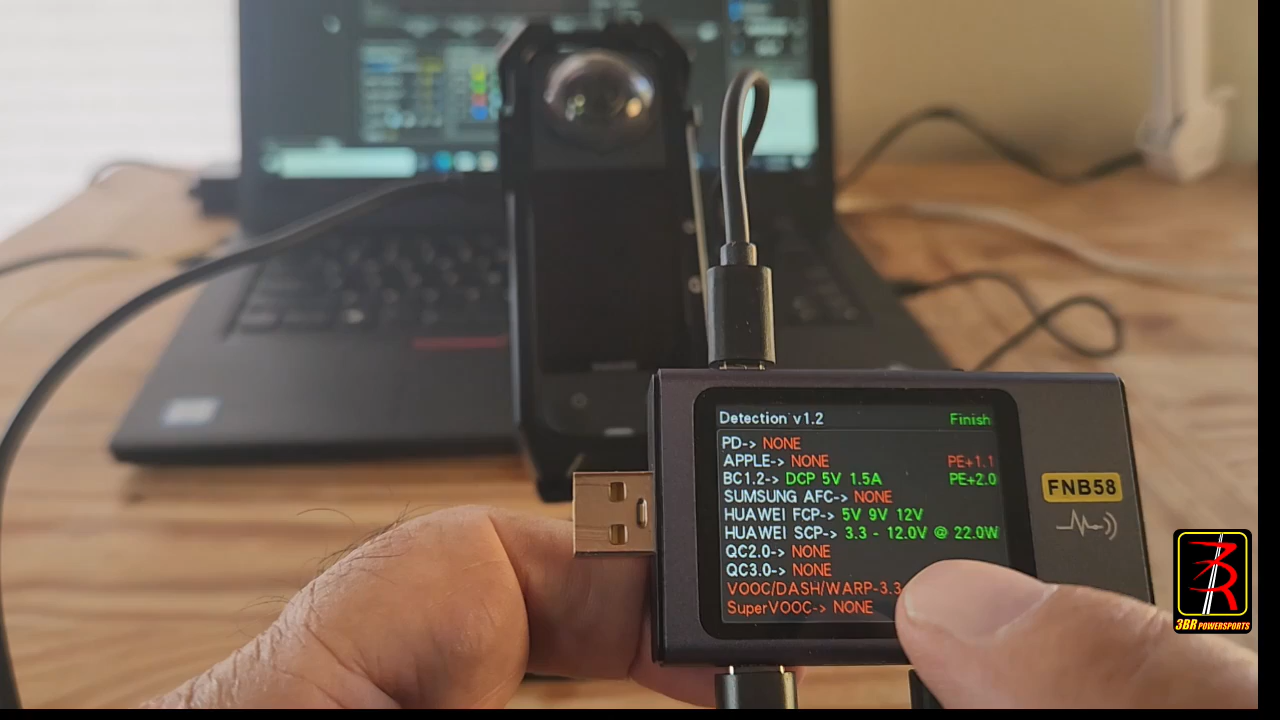 Detection v1.2 Finish
PD-> NONE
APPLE-> NONE PE+1.1
BC1.2-> DCP 5V 1.5A PE+2.0
SUMSUNG AFC-> NONE
HUAWEI FCP-> 5V 9V 12V
HUAWEI SCP-> 3.3 - 12.0V @ 22.0W
QC2.0-> NONE
QC3.0-> NONE
VOOC/DASH/WARP-3.3
SuperVOOC-> NONE
FNB58
3BR POWERSPORTS